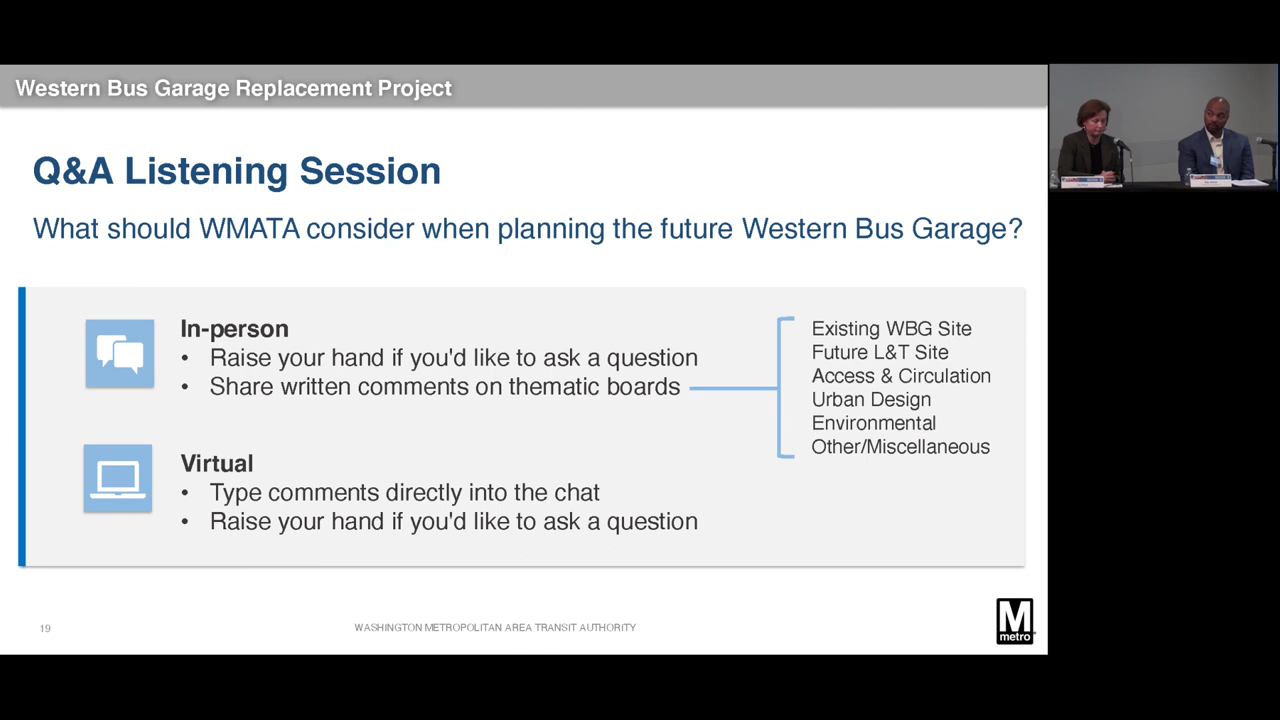 Western Bus Garage Replacement Project
Q&A Listening Session
What should WMATA consider when planning the future Western Bus Garage?
In-person
• Raise your hand if you'd like to ask a question
• Share written comments on thematic boards
Existing WBG Site
Future L&T Site
Access & Circulation
Urban Design
Environmental
Other/Miscellaneous
Virtual
• Type comments directly into the chat
• Raise your hand if you'd like to ask a question
19
WASHINGTON METROPOLITAN AREA TRANSIT AUTHORITY
M
metro